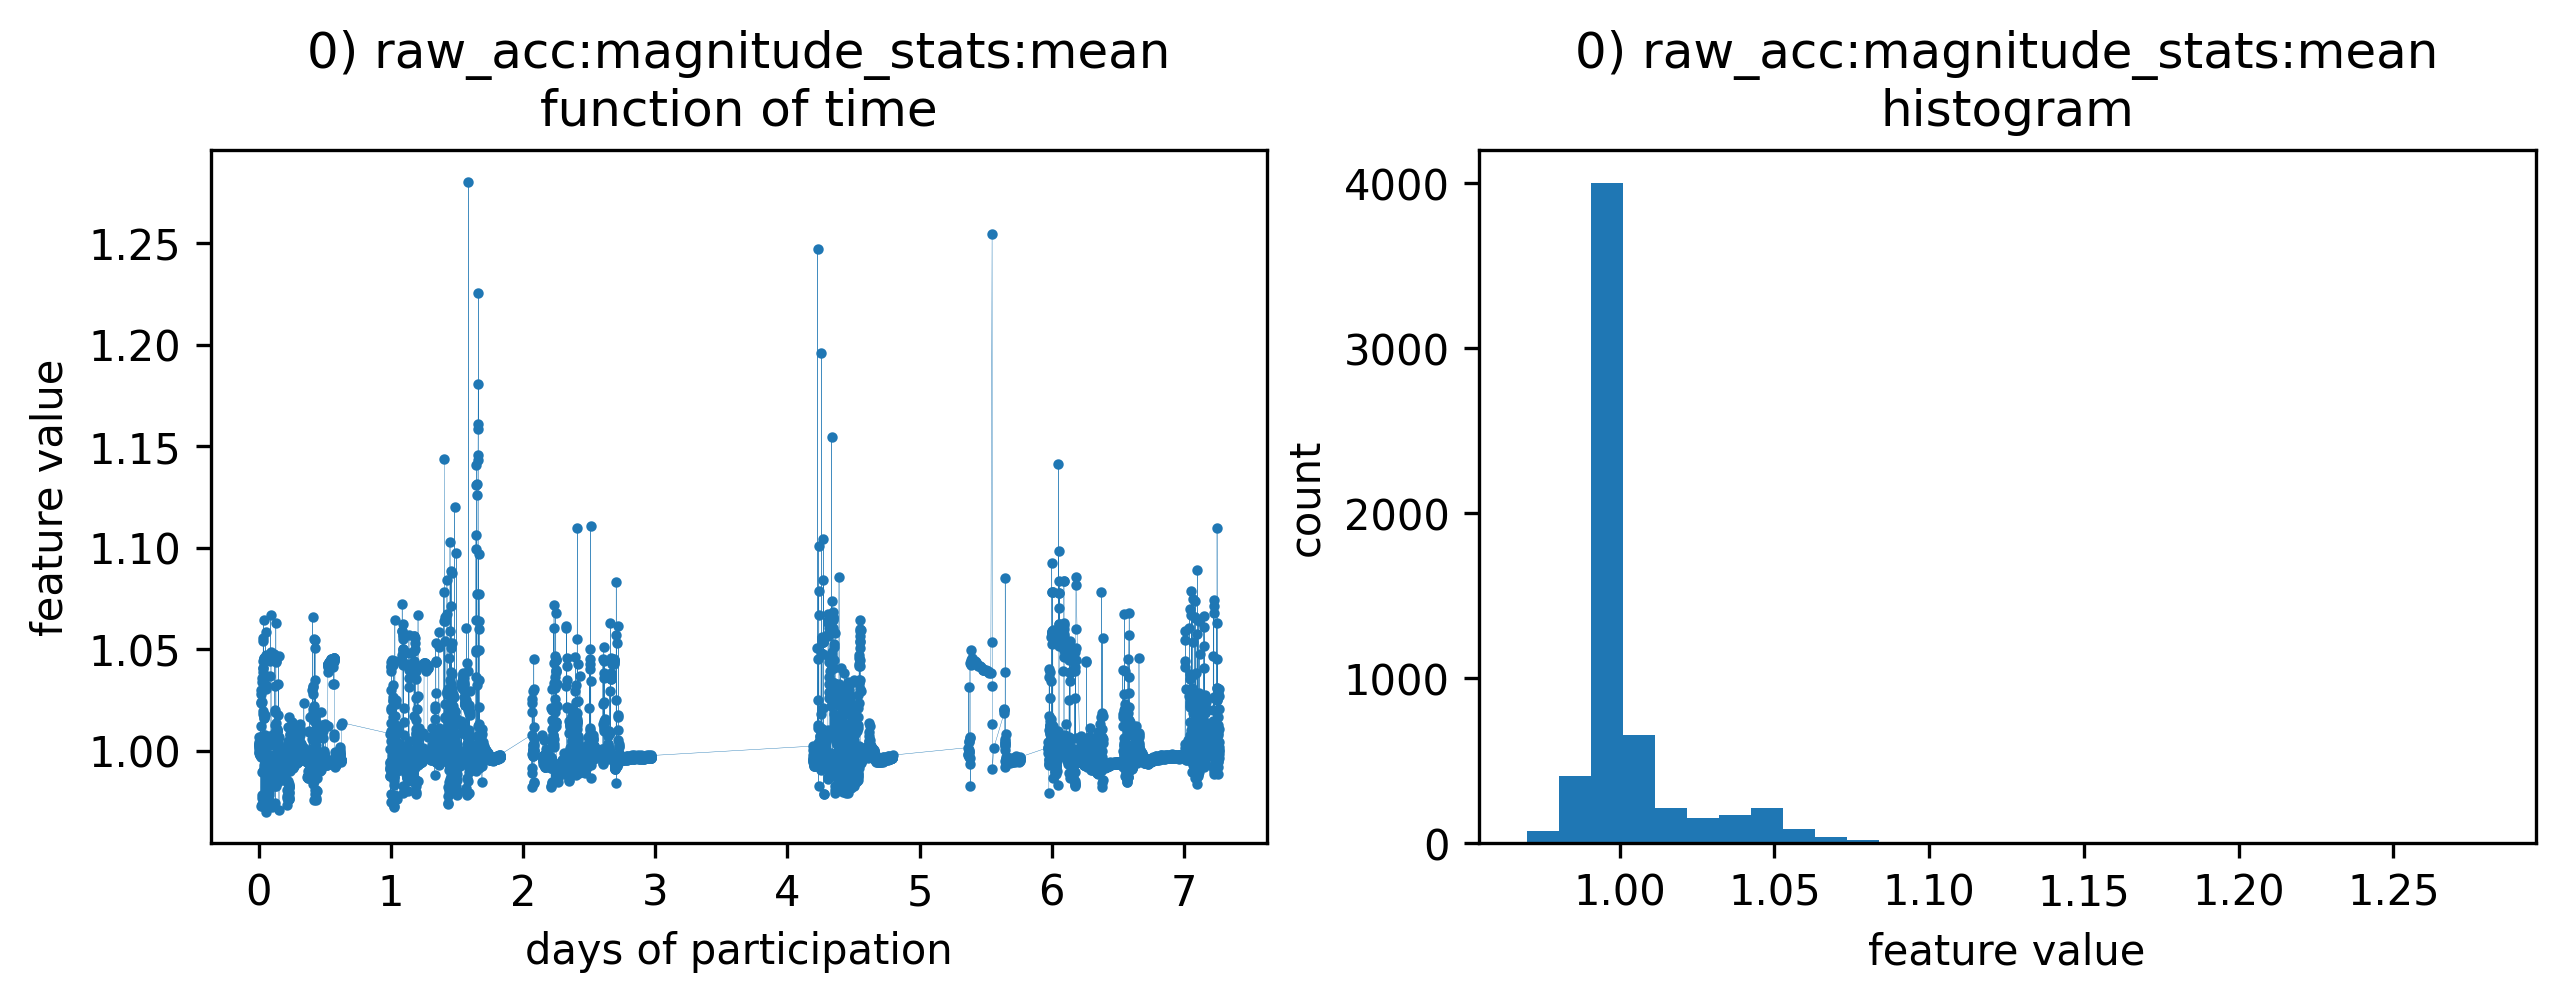 0) raw_acc:magnitude_stats:mean
function of time
feature value
1.25
1.20
1.15
1.10
1.05
1.00
0 1 2 3 4 5 6 7
days of participation
0) raw_acc:magnitude_stats:mean
histogram
count
4000
3000
2000
1000
0
1.00 1.05 1.10 1.15 1.20 1.25
feature value